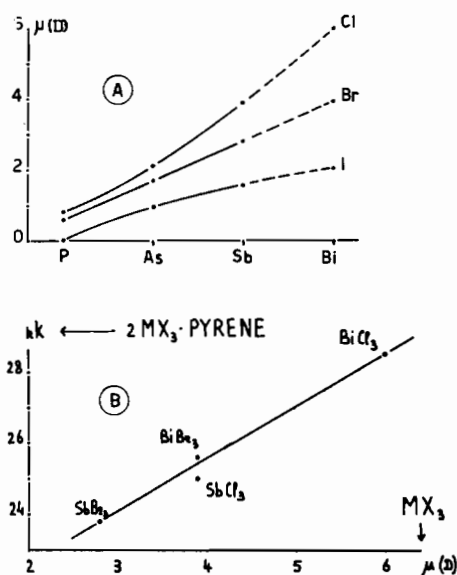 6 μ(D)
Cl
A
4
Br
2
I
0
P As Sb Bi
kK ← 2 MX₃·PYRENE
BiCl₃
28
B
26
BiBr₃
SbCl₃
24
SbBr₃
MX₃
↓
2 3 4 5 6 μ(D)